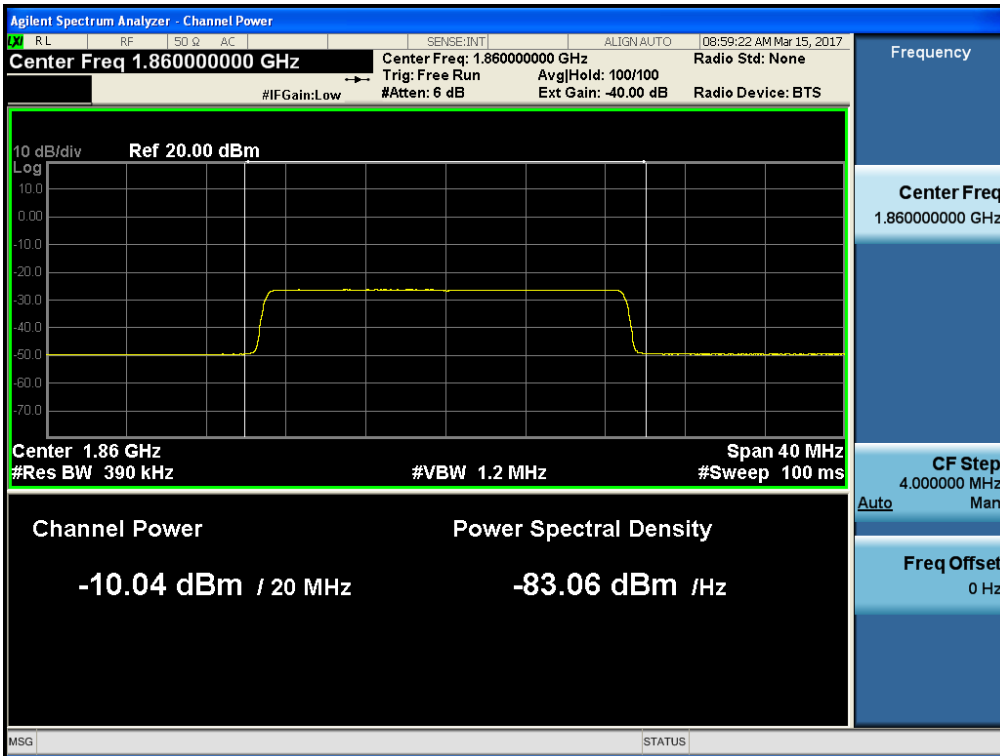 Agilent Spectrum Analyzer - Channel Power
LXI RL RF 50 Ω AC SENSE:INT ALIGN AUTO 08:59:22 AM Mar 15, 2017
Center Freq 1.860000000 GHz
Center Freq: 1.860000000 GHz
Radio Std: None
Trig: Free Run Avg|Hold: 100/100
#IFGain:Low
#Atten: 6 dB Ext Gain: -40.00 dB
Radio Device: BTS
10 dB/div Ref 20.00 dBm
Log
10.0
0.00
-10.0
-20.0
-30.0
-40.0
-50.0
-60.0
-70.0
Center 1.86 GHz Span 40 MHz
#Res BW 390 kHz #VBW 1.2 MHz #Sweep 100 ms
Channel Power Power Spectral Density
-10.04 dBm / 20 MHz -83.06 dBm /Hz
Frequency
Center Freq
1.860000000 GHz
CF Step
4.000000 MHz
Auto Man
Freq Offset
0 Hz
MSG STATUS